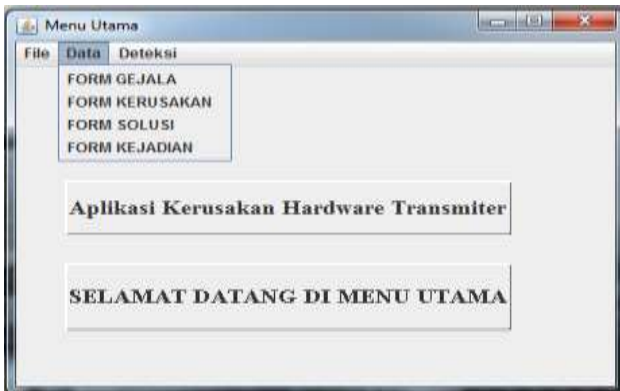 Menu Utama
File Data Deteksi
FORM GEJALA
FORM KERUSAKAN
FORM SOLUSI
FORM KEJADIAN
Aplikasi Kerusakan Hardware Transmiter
SELAMAT DATANG DI MENU UTAMA